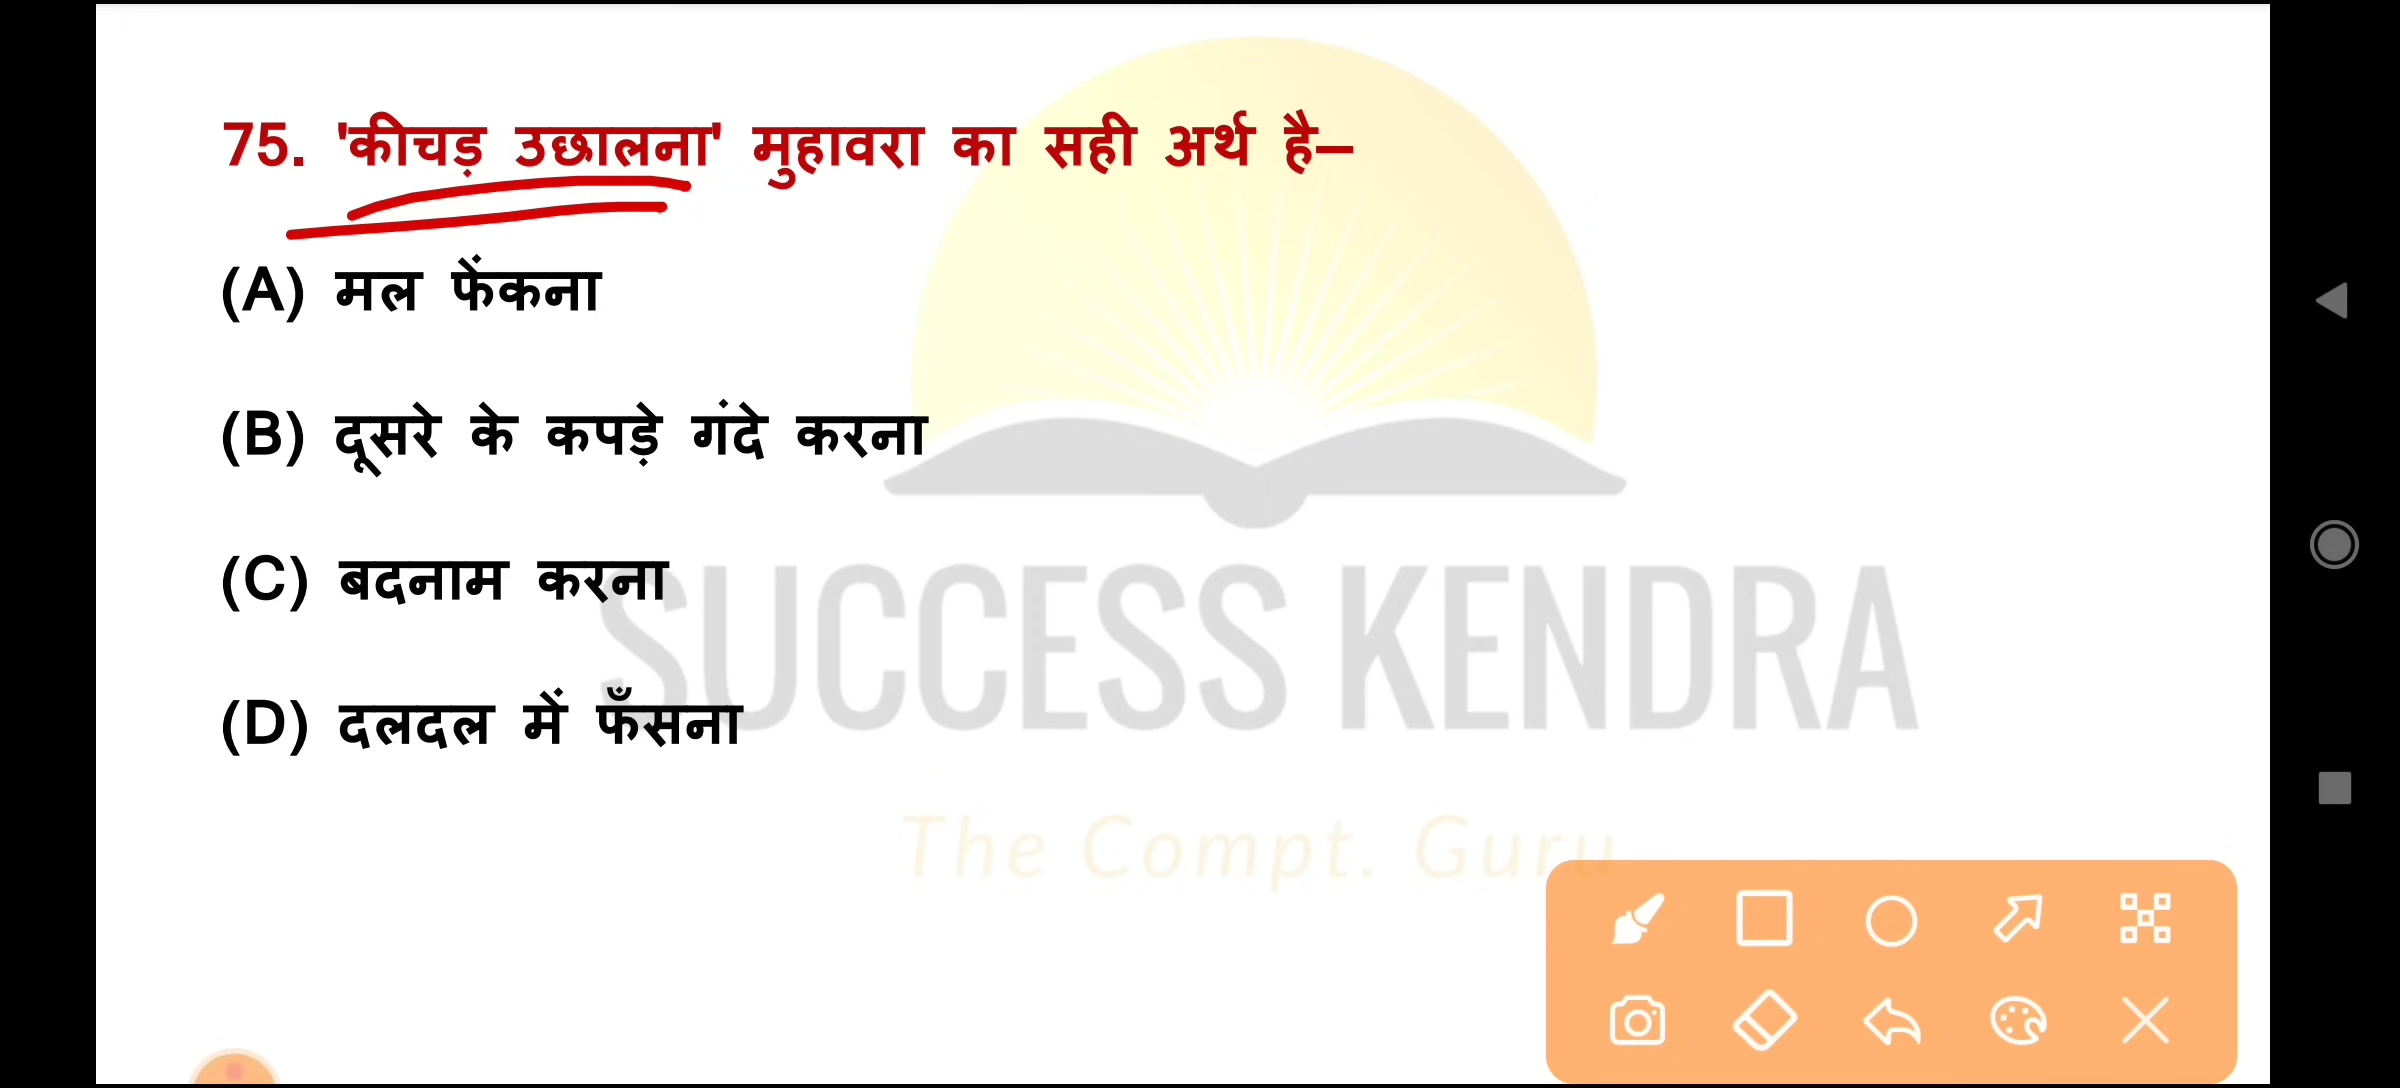 75. 'कीचड़ उछालना' मुहावरा का सही अर्थ है–
(A) मल फेंकना
(B) दूसरे के कपड़े गंदे करना
(C) बदनाम करना
(D) दलदल में फँसना
SUCCESS KENDRA
The Compt. Guru